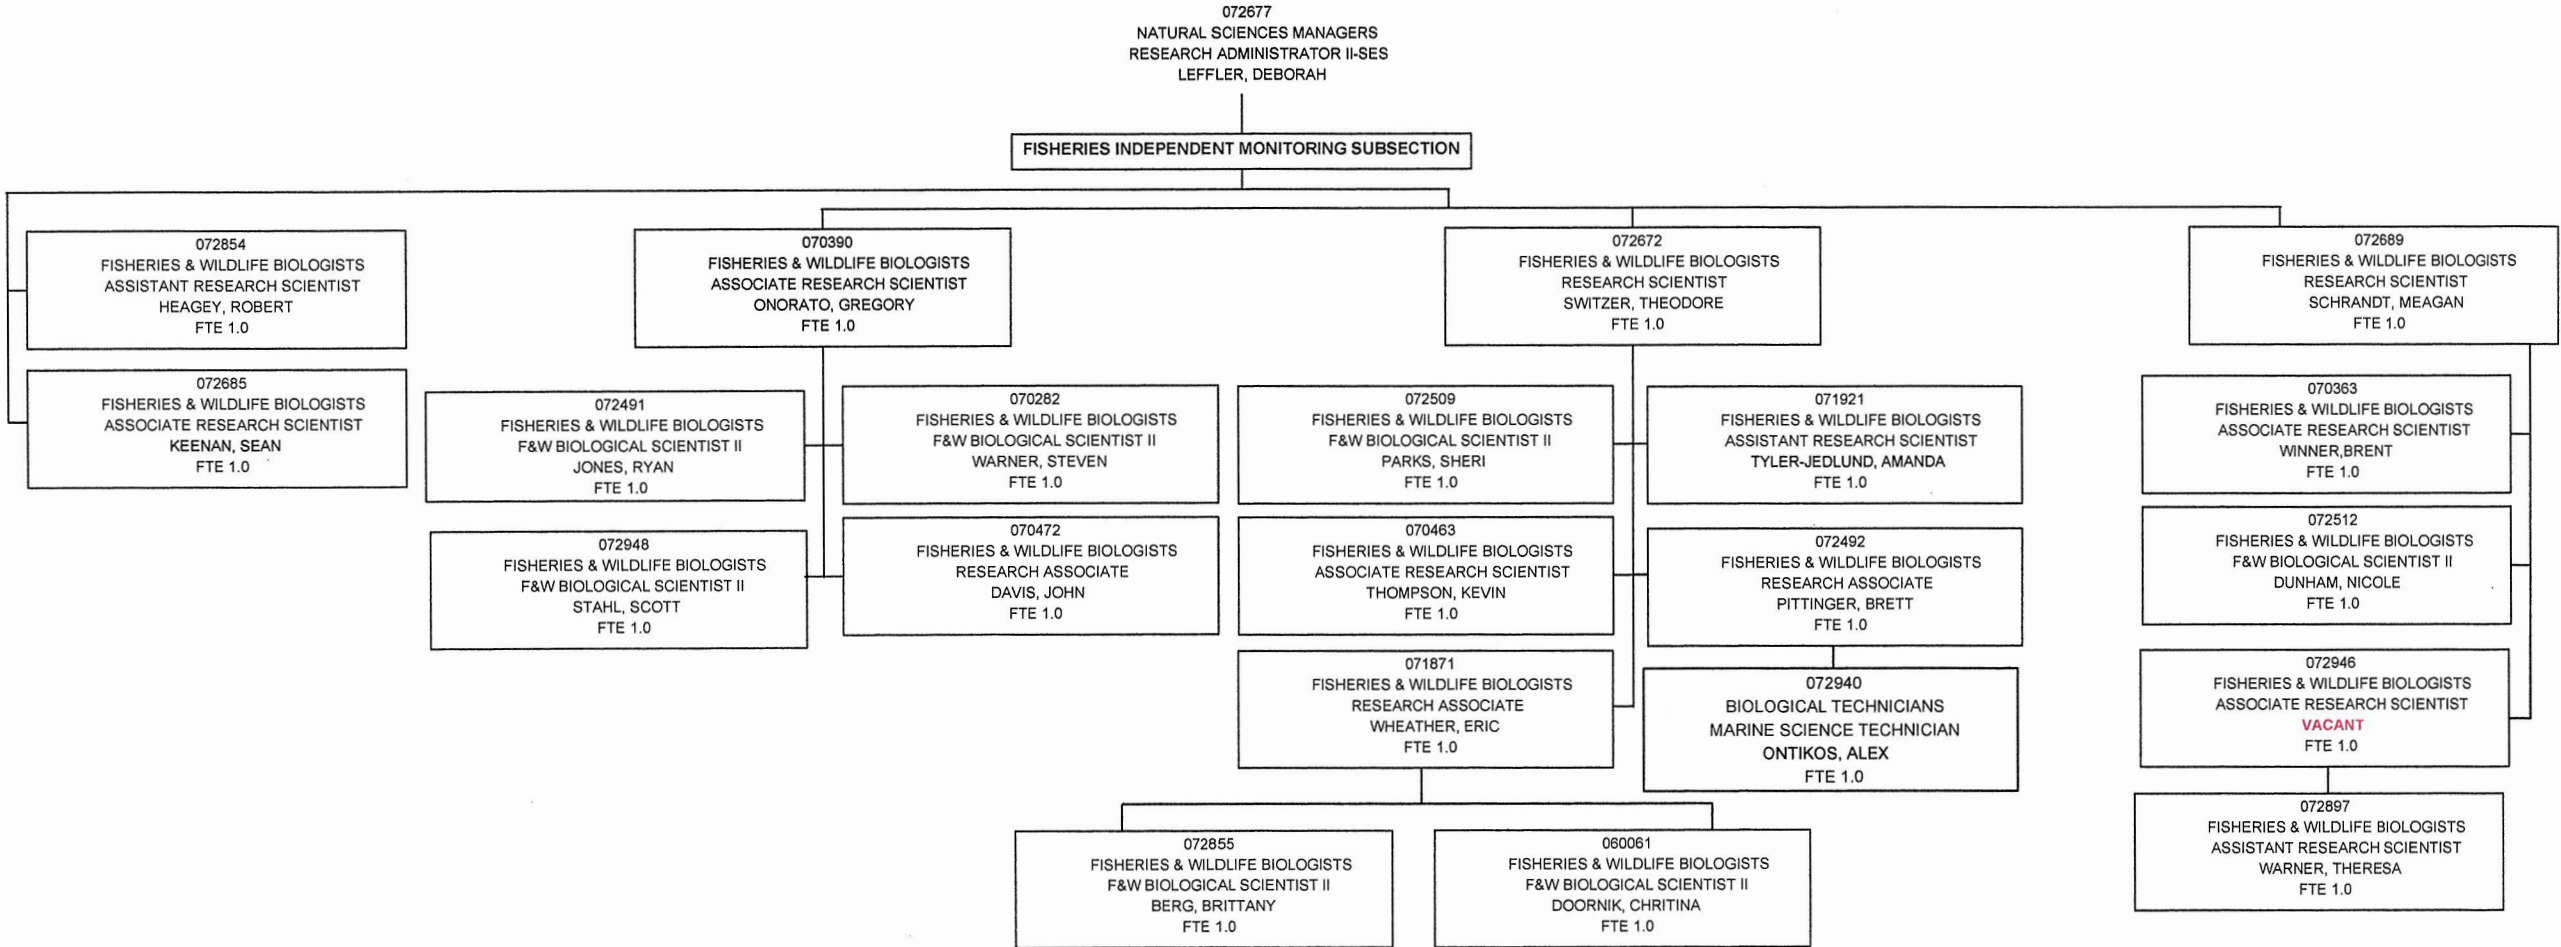 072677
NATURAL SCIENCES MANAGERS
RESEARCH ADMINISTRATOR II-SES
LEFFLER, DEBORAH
FISHERIES INDEPENDENT MONITORING SUBSECTION
072854
FISHERIES & WILDLIFE BIOLOGISTS
ASSISTANT RESEARCH SCIENTIST
HEAGEY, ROBERT
FTE 1.0
072685
FISHERIES & WILDLIFE BIOLOGISTS
ASSOCIATE RESEARCH SCIENTIST
KEENAN, SEAN
FTE 1.0
070390
FISHERIES & WILDLIFE BIOLOGISTS
ASSOCIATE RESEARCH SCIENTIST
ONORATO, GREGORY
FTE 1.0
072491
FISHERIES & WILDLIFE BIOLOGISTS
F&W BIOLOGICAL SCIENTIST II
JONES, RYAN
FTE 1.0
070282
FISHERIES & WILDLIFE BIOLOGISTS
F&W BIOLOGICAL SCIENTIST II
WARNER, STEVEN
FTE 1.0
072948
FISHERIES & WILDLIFE BIOLOGISTS
F&W BIOLOGICAL SCIENTIST II
STAHL, SCOTT
FTE 1.0
070472
FISHERIES & WILDLIFE BIOLOGISTS
RESEARCH ASSOCIATE
DAVIS, JOHN
FTE 1.0
072672
FISHERIES & WILDLIFE BIOLOGISTS
RESEARCH SCIENTIST
SWITZER, THEODORE
FTE 1.0
072509
FISHERIES & WILDLIFE BIOLOGISTS
F&W BIOLOGICAL SCIENTIST II
PARKS, SHERI
FTE 1.0
071921
FISHERIES & WILDLIFE BIOLOGISTS
ASSISTANT RESEARCH SCIENTIST
TYLER-JEDLUND, AMANDA
FTE 1.0
070463
FISHERIES & WILDLIFE BIOLOGISTS
ASSOCIATE RESEARCH SCIENTIST
THOMPSON, KEVIN
FTE 1.0
072492
FISHERIES & WILDLIFE BIOLOGISTS
RESEARCH ASSOCIATE
PITTINGER, BRETT
FTE 1.0
071871
FISHERIES & WILDLIFE BIOLOGISTS
RESEARCH ASSOCIATE
WHEATHER, ERIC
FTE 1.0
072940
BIOLOGICAL TECHNICIANS
MARINE SCIENCE TECHNICIAN
ONTIKOS, ALEX
FTE 1.0
072855
FISHERIES & WILDLIFE BIOLOGISTS
F&W BIOLOGICAL SCIENTIST II
BERG, BRITTANY
FTE 1.0
060061
FISHERIES & WILDLIFE BIOLOGISTS
F&W BIOLOGICAL SCIENTIST II
DOORNIK, CHRITINA
FTE 1.0
072689
FISHERIES & WILDLIFE BIOLOGISTS
RESEARCH SCIENTIST
SCHRANDT, MEAGAN
FTE 1.0
070363
FISHERIES & WILDLIFE BIOLOGISTS
ASSOCIATE RESEARCH SCIENTIST
WINNER,BRENT
FTE 1.0
072512
FISHERIES & WILDLIFE BIOLOGISTS
F&W BIOLOGICAL SCIENTIST II
DUNHAM, NICOLE
FTE 1.0
072946
FISHERIES & WILDLIFE BIOLOGISTS
ASSOCIATE RESEARCH SCIENTIST
VACANT
FTE 1.0
072897
FISHERIES & WILDLIFE BIOLOGISTS
ASSISTANT RESEARCH SCIENTIST
WARNER, THERESA
FTE 1.0